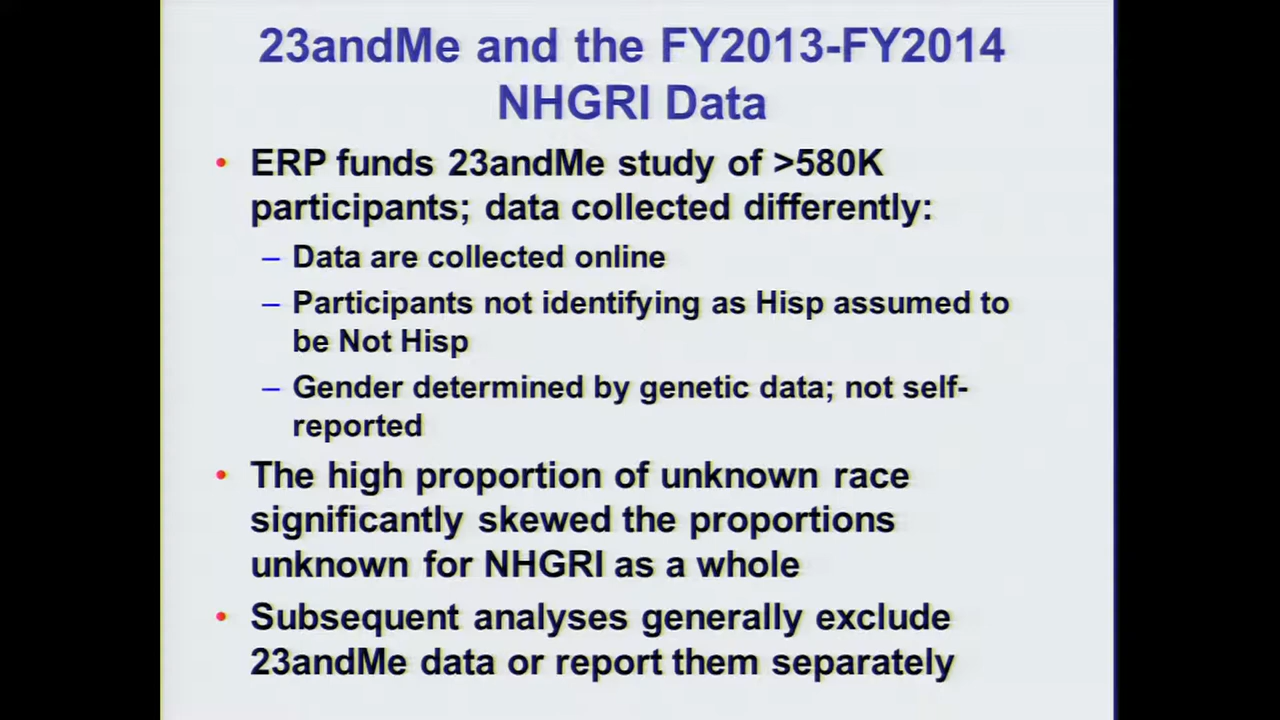 23andMe and the FY2013-FY2014
NHGRI Data
• ERP funds 23andMe study of >580K
participants; data collected differently:
– Data are collected online
– Participants not identifying as Hisp assumed to
be Not Hisp
– Gender determined by genetic data; not self-
reported
• The high proportion of unknown race
significantly skewed the proportions
unknown for NHGRI as a whole
• Subsequent analyses generally exclude
23andMe data or report them separately